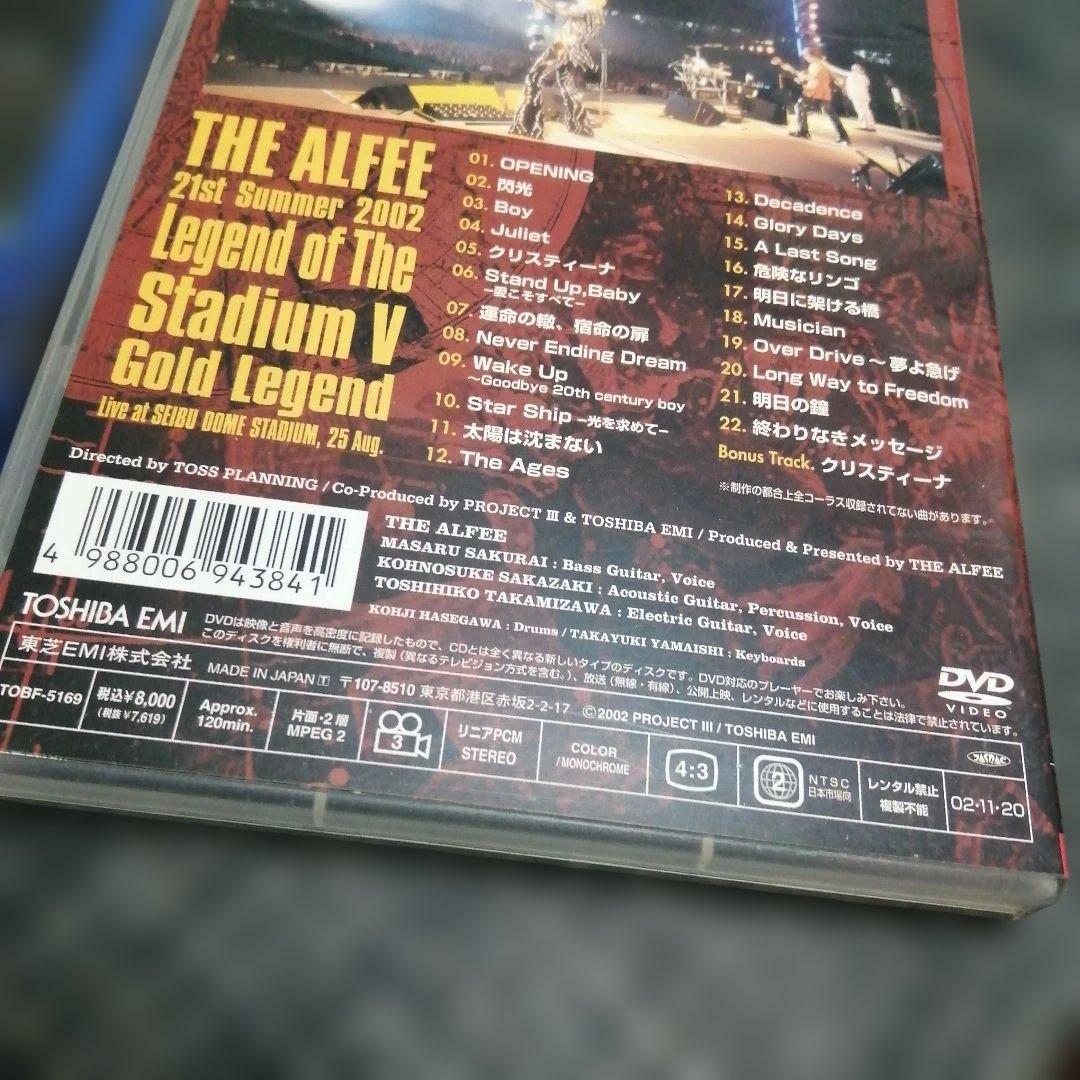 THE ALFEE
21st Summer 2002
Legend of The
Stadium V
Gold Legend
Live at SEIBU DOME STADIUM, 25 Aug.
01. OPENING
02. 閃光
03. Boy
04. Juliet
05. クリスティーナ
06. Stand Up,Baby
−愛こそすべて−
07. 運命の轍、宿命の扉
08. Never Ending Dream
09. Wake Up
〜Goodbye 20th century boy
10. Star Ship −光を求めて−
11. 太陽は沈まない
12. The Ages
13. Decadence
14. Glory Days
15. A Last Song
16. 危険なリンゴ
17. 明日に架ける橋
18. Musician
19. Over Drive〜夢よ急げ
20. Long Way to Freedom
21. 明日の鐘
22. 終わりなきメッセージ
Bonus Track. クリスティーナ
※制作の都合上全コーラス収録されてない曲があります。
Directed by TOSS PLANNING / Co-Produced by PROJECT III & TOSHIBA EMI / Produced & Presented by THE ALFEE
THE ALFEE
MASARU SAKURAI : Bass Guitar, Voice
KOHNOSUKE SAKAZAKI : Acoustic Guitar, Percussion, Voice
TOSHIHIKO TAKAMIZAWA : Electric Guitar, Voice
KOHJI HASEGAWA : Drums / TAKAYUKI YAMAISHI : Keyboards
4 988006 943841
TOSHIBA EMI
DVDは映像と音声を高密度に記録したもので、CDとは全く異なる新しいタイプのディスクです。DVD対応のプレーヤーでお楽しみ下さい。
このディスクを権利者に無断で、複製(異なるテレビジョン方式を含む。)、放送(無線・有線)、公開上映、レンタルなどに使用することは法律で禁止されています。
DVD
VIDEO
東芝EMI株式会社 MADE IN JAPAN T 〒107-8510 東京都港区赤坂2-2-17 ©2002 PROJECT III / TOSHIBA EMI
TOBF-5169
税込¥8,000
(税抜¥7,619)
Approx.
120min.
片面・2層
MPEG 2
3
リニアPCM
STEREO
COLOR
/MONOCHROME
4:3
2
NTSC
日本市場向
レンタル禁止
複製不能
JASRAC
02・11・20